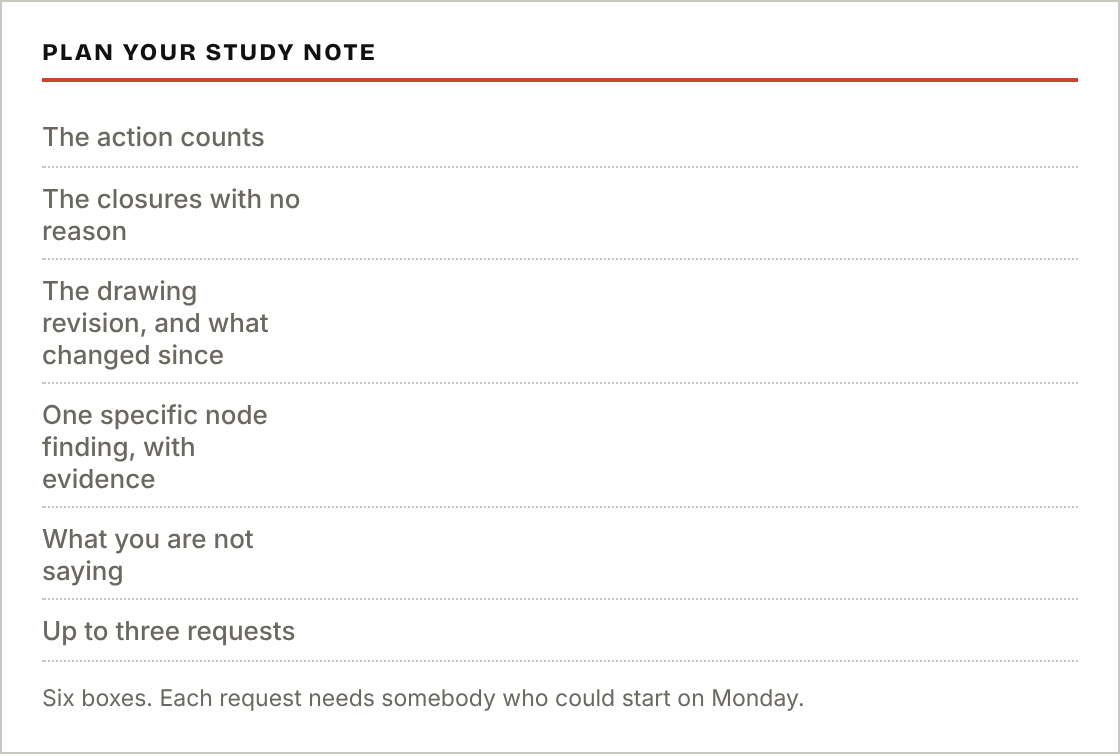 PLAN YOUR STUDY NOTE
The action counts
The closures with no
reason
The drawing
revision, and what
changed since
One specific node
finding, with
evidence
What you are not
saying
Up to three requests
Six boxes. Each request needs somebody who could start on Monday.